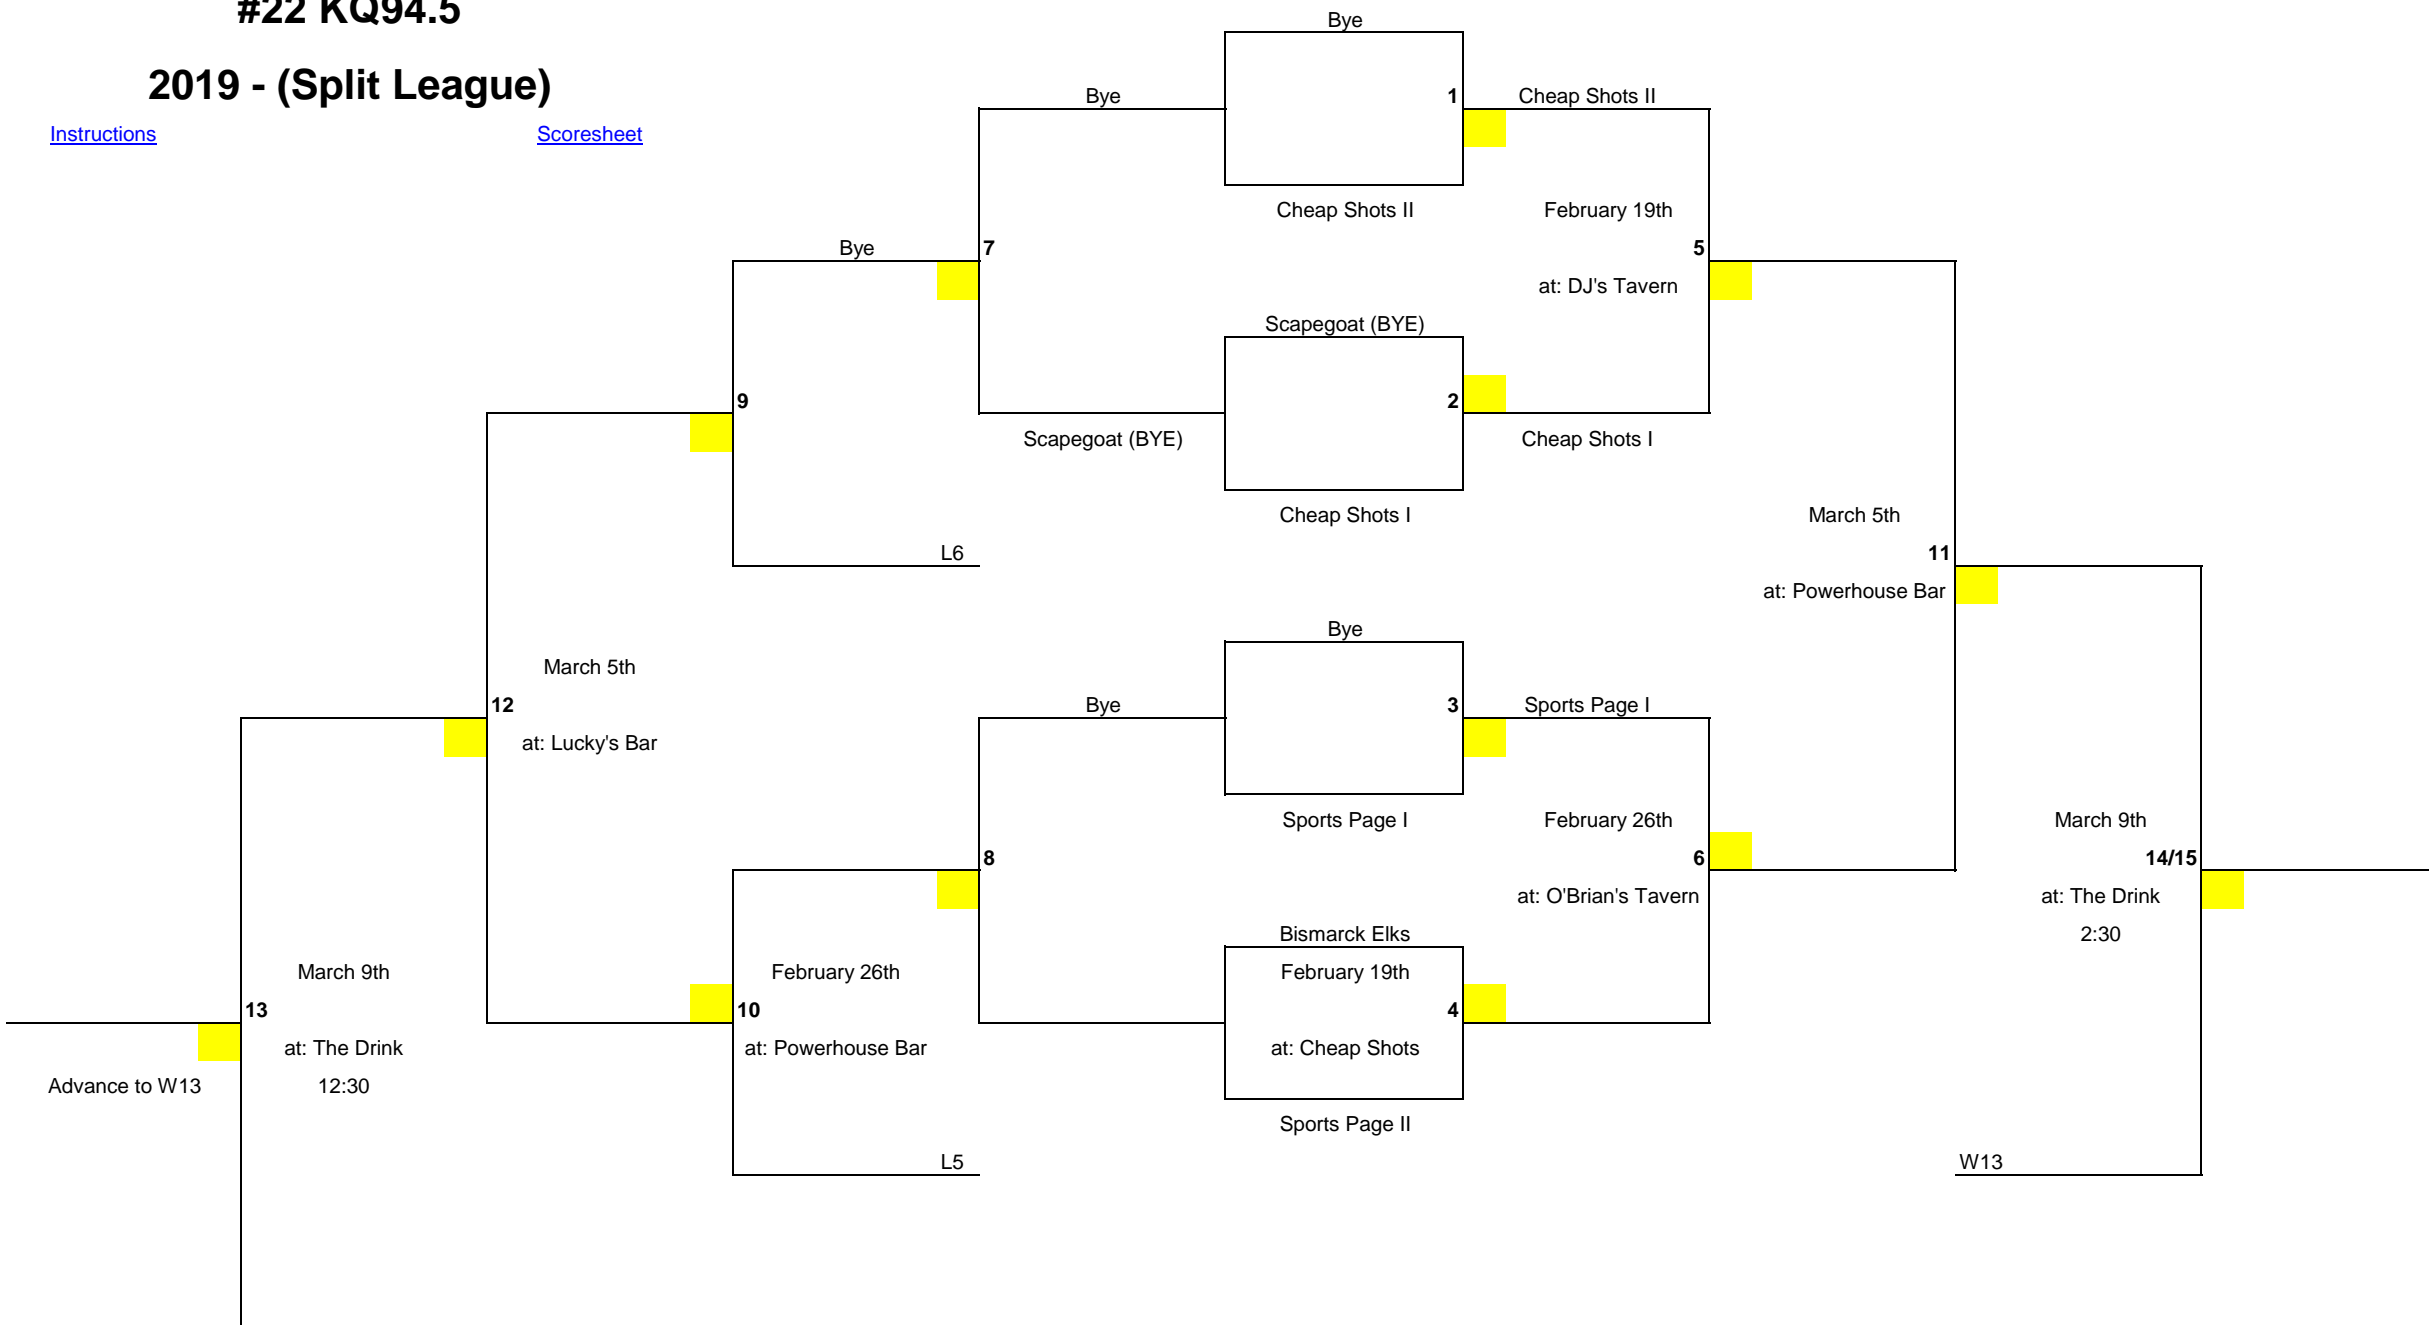 #22 KQ94.5
Bye
2019 - (Split League)
Bye
1
Cheap Shots II
Instructions
Scoresheet
Cheap Shots II
February 19th
Bye
7
5
at: DJ's Tavern
Scapegoat (BYE)
9
2
Scapegoat (BYE)
Cheap Shots I
Cheap Shots I
March 5th
L6
11
at: Powerhouse Bar
Bye
March 5th
12
Bye
3
Sports Page I
at: Lucky's Bar
Sports Page I
February 26th
March 9th
8
6
14/15
at: O'Brian's Tavern
at: The Drink
Bismarck Elks
2:30
March 9th
February 26th
February 19th
13
10
4
at: The Drink
at: Powerhouse Bar
at: Cheap Shots
Advance to W13
12:30
Sports Page II
L5
W13